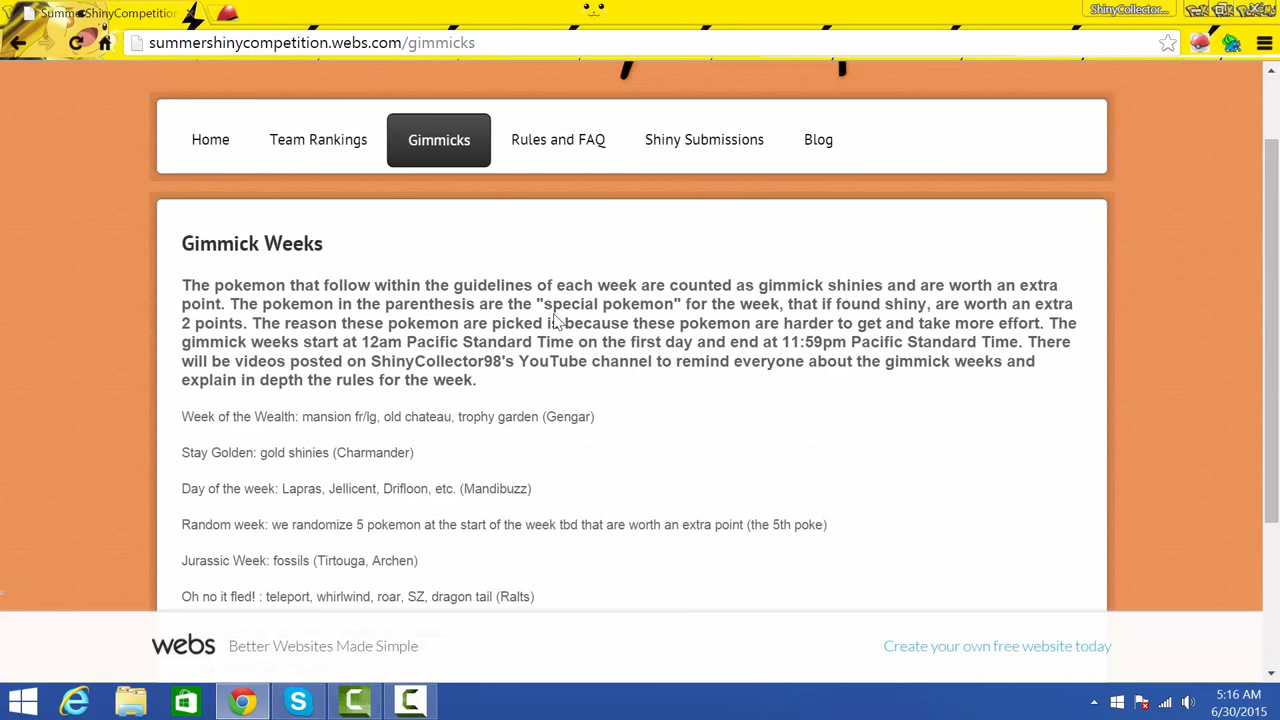 SummerShinyCompetition
ShinyCollector...
summershinycompetition.webs.com/gimmicks
Home Team Rankings Gimmicks Rules and FAQ Shiny Submissions Blog
Gimmick Weeks
The pokemon that follow within the guidelines of each week are counted as gimmick shinies and are worth an extra
point. The pokemon in the parenthesis are the "special pokemon" for the week, that if found shiny, are worth an extra
2 points. The reason these pokemon are picked is because these pokemon are harder to get and take more effort. The
gimmick weeks start at 12am Pacific Standard Time on the first day and end at 11:59pm Pacific Standard Time. There
will be videos posted on ShinyCollector98's YouTube channel to remind everyone about the gimmick weeks and
explain in depth the rules for the week.
Week of the Wealth: mansion fr/lg, old chateau, trophy garden (Gengar)
Stay Golden: gold shinies (Charmander)
Day of the week: Lapras, Jellicent, Drifloon, etc. (Mandibuzz)
Random week: we randomize 5 pokemon at the start of the week tbd that are worth an extra point (the 5th poke)
Jurassic Week: fossils (Tirtouga, Archen)
Oh no it fled! : teleport, whirlwind, roar, SZ, dragon tail (Ralts)
webs Better Websites Made Simple
Create your own free website today
5:16 AM
6/30/2015